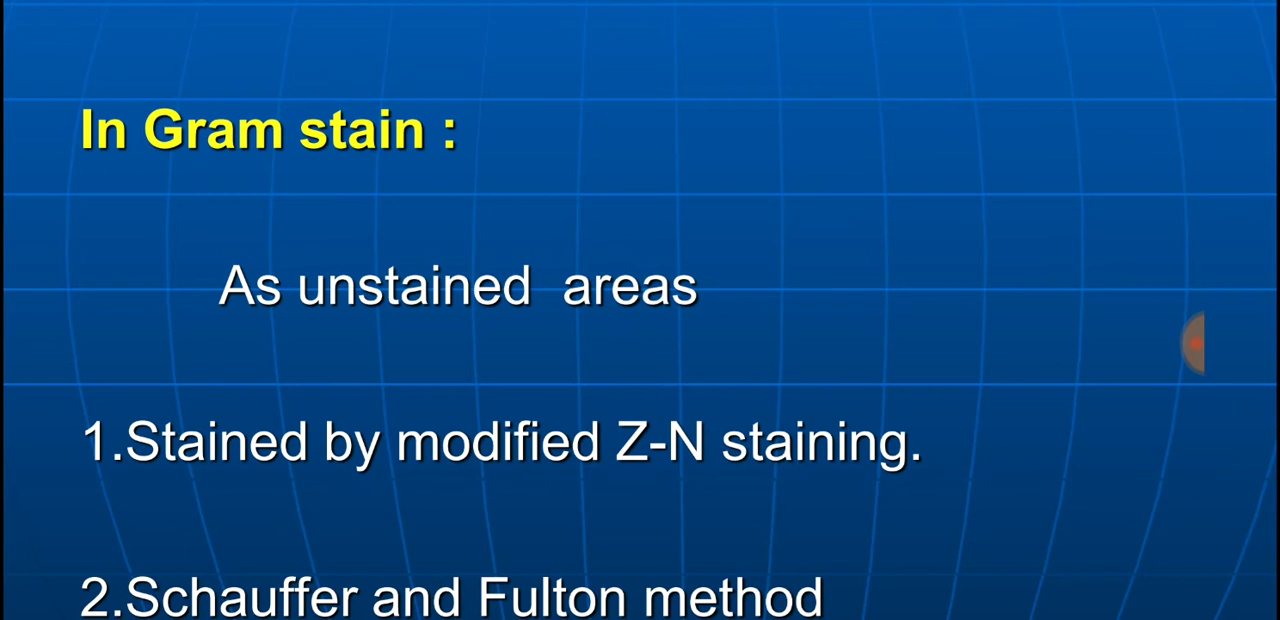 In Gram stain :
As unstained areas
1.Stained by modified Z-N staining.
2.Schauffer and Fulton method